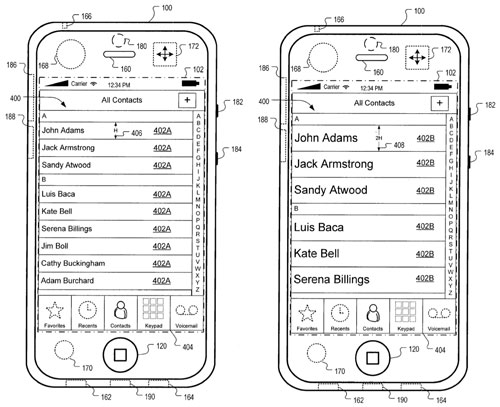 166
100
168
n
180
160
172
102
186
400
188
Carrier
12:34 PM
All Contacts
+
A
John Adams
H
406
402A
Jack Armstrong
402A
Sandy Atwood
402A
B
Luis Baca
402A
Kate Bell
402A
Serena Billings
402A
Jim Boll
402A
Cathy Buckingham
402A
Adam Burchard
402A
A
B
C
D
E
F
G
H
I
J
K
L
M
N
O
P
Q
R
S
T
U
V
W
X
Y
Z
182
184
Favorites
Recents
Contacts
Keypad
Voicemail
404
120
170
162
190
164
166
100
168
n
180
160
172
102
186
400
188
Carrier
12:34 PM
All Contacts
+
A
John Adams
2H
408
402B
Jack Armstrong
402B
Sandy Atwood
402B
B
Luis Baca
402B
Kate Bell
402B
Serena Billings
402B
A
B
C
D
E
F
G
H
I
J
K
L
M
N
O
P
Q
R
S
T
U
V
W
X
Y
Z
182
184
Favorites
Recents
Contacts
Keypad
Voicemail
404
120
170
162
190
164